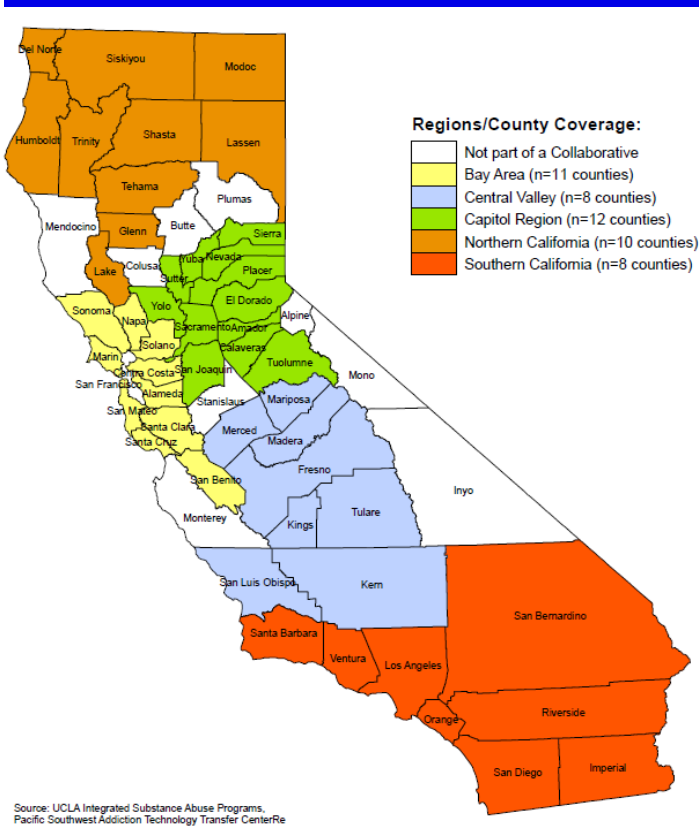 Regions/County Coverage:
Not part of a Collaborative
Bay Area (n=11 counties)
Central Valley (n=8 counties)
Capitol Region (n=12 counties)
Northern California (n=10 counties)
Southern California (n=8 counties)
Del Norte
Siskiyou
Modoc
Humboldt
Trinity
Shasta
Lassen
Tehama
Plumas
Mendocino
Glenn
Butte
Sierra
Colusa
Yuba
Nevada
Lake
Sutter
Placer
Yolo
El Dorado
Sonoma
Napa
Alpine
Sacramento
Amador
Solano
Calaveras
Marin
Contra Costa
San Joaquin
Tuolumne
Mono
San Francisco
Alameda
Stanislaus
Mariposa
San Mateo
Santa Clara
Merced
Santa Cruz
Madera
Fresno
San Benito
Inyo
Monterey
Kings
Tulare
San Luis Obispo
Kern
San Bernardino
Santa Barbara
Ventura
Los Angeles
Orange
Riverside
San Diego
Imperial
Source: UCLA Integrated Substance Abuse Programs,
Pacific Southwest Addiction Technology Transfer CenterRe